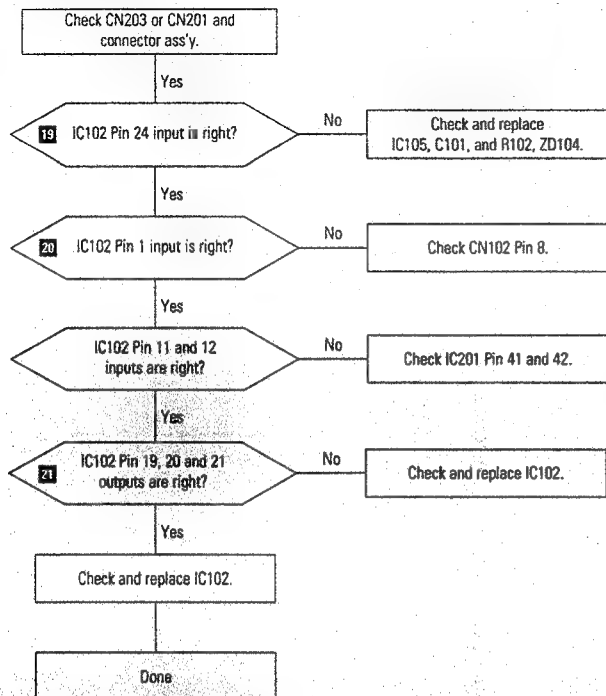 Check CN203 or CN201 and
connector ass'y.
Yes
19 IC102 Pin 24 input is right?
No
Check and replace
IC105, C101, and R102, ZD104.
Yes
20 IC102 Pin 1 input is right?
No
Check CN102 Pin 8.
Yes
IC102 Pin 11 and 12
inputs are right?
No
Check IC201 Pin 41 and 42.
Yes
21 IC102 Pin 19, 20 and 21
outputs are right?
No
Check and replace IC102.
Yes
Check and replace IC102.
Done